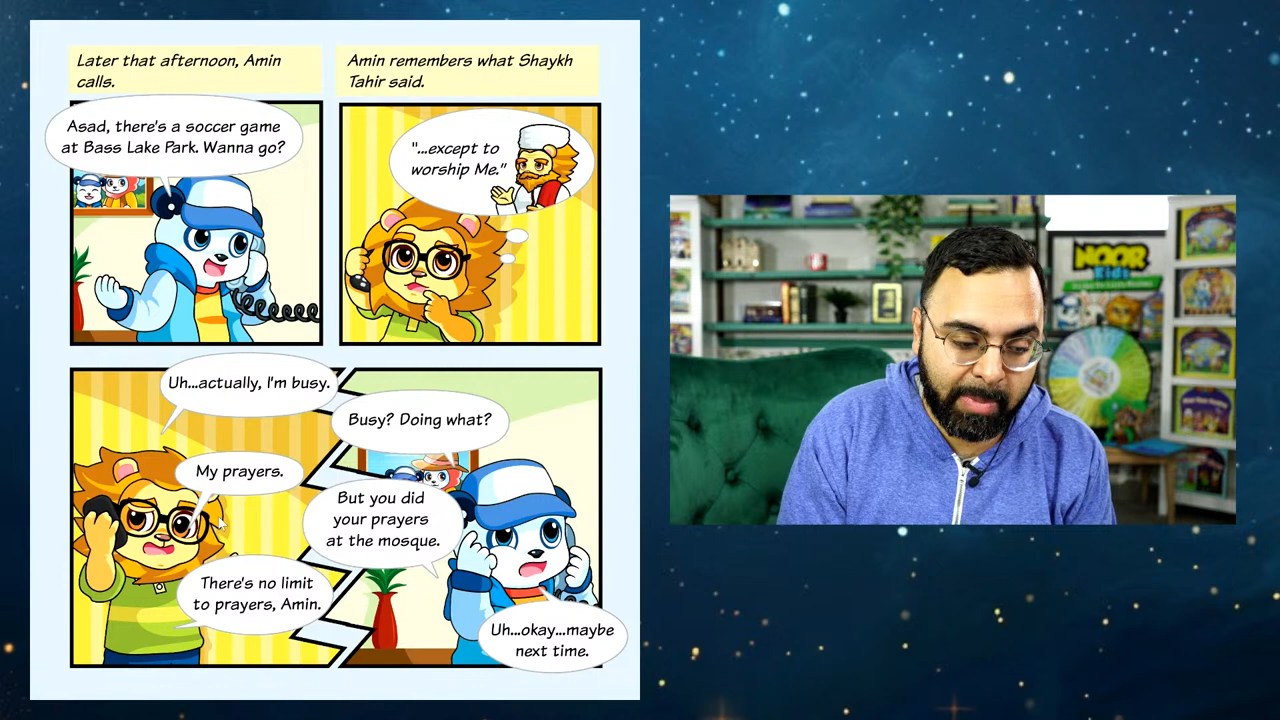 Later that afternoon, Amin
calls.
Asad, there's a soccer game
at Bass Lake Park. Wanna go?
Amin remembers what Shaykh
Tahir said.
"...except to
worship Me."
Uh...actually, I'm busy.
Busy? Doing what?
My prayers.
But you did
your prayers
at the mosque.
There's no limit
to prayers, Amin.
Uh...okay...maybe
next time.
NOOR
Kids